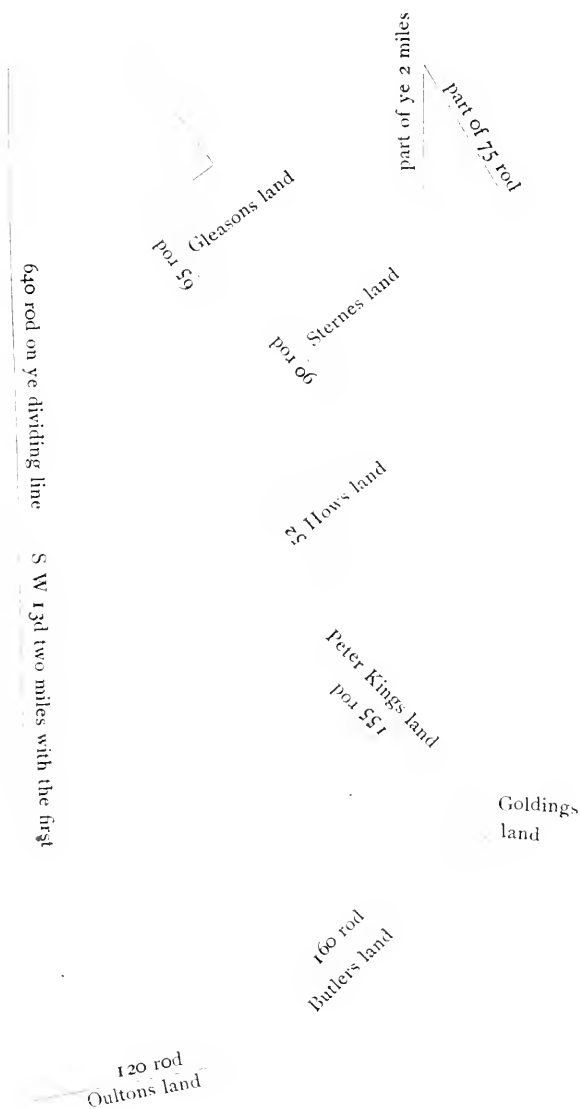 part of ye 2 miles
part of 75 rod
Gleasons land
65 rod
Sternes land
90 rod
640 rod on ye dividing line S W 13d two miles with the first
Hows land
52
Peter Kings land
155 rod
Goldings
land
160 rod
Butlers land
120 rod
Oultons land